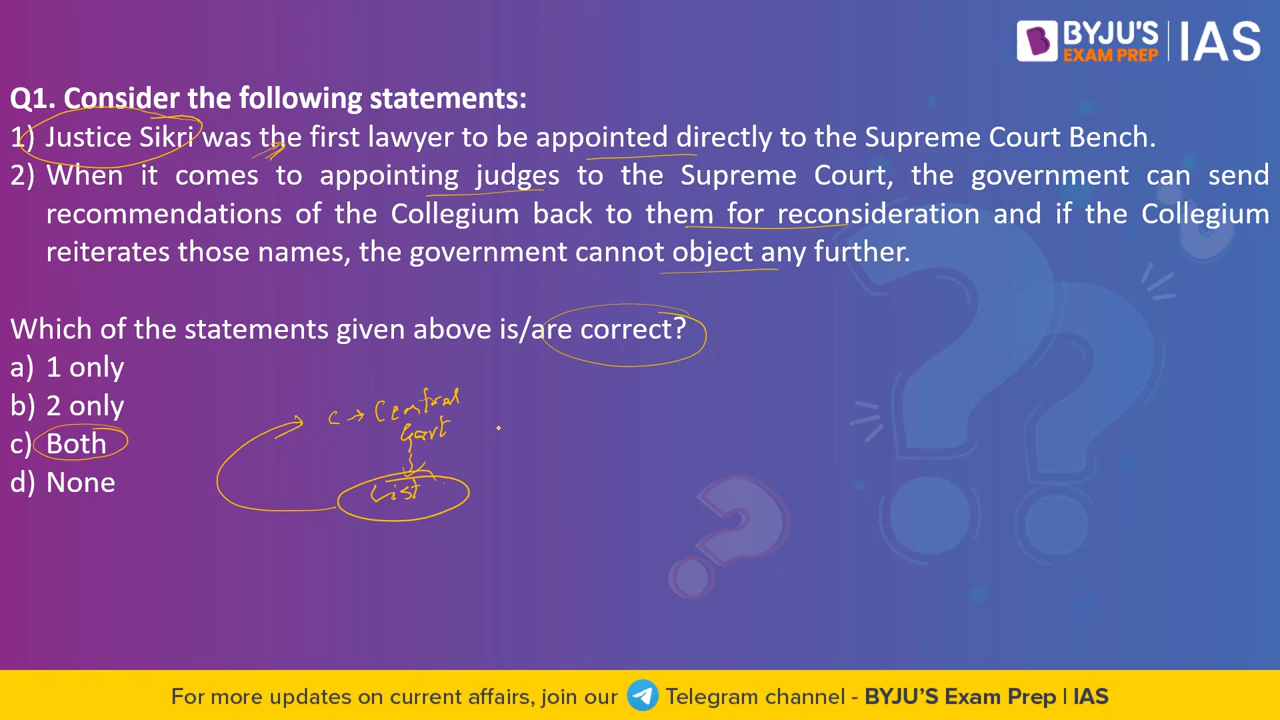 BYJU'S
EXAM PREP
IAS
Q1. Consider the following statements:
1) Justice Sikri was the first lawyer to be appointed directly to the Supreme Court Bench.
2) When it comes to appointing judges to the Supreme Court, the government can send
recommendations of the Collegium back to them for reconsideration and if the Collegium
reiterates those names, the government cannot object any further.
Which of the statements given above is/are correct?
a) 1 only
b) 2 only
c) Both
d) None
C → Central
Govt
List
For more updates on current affairs, join our Telegram channel - BYJU'S Exam Prep | IAS